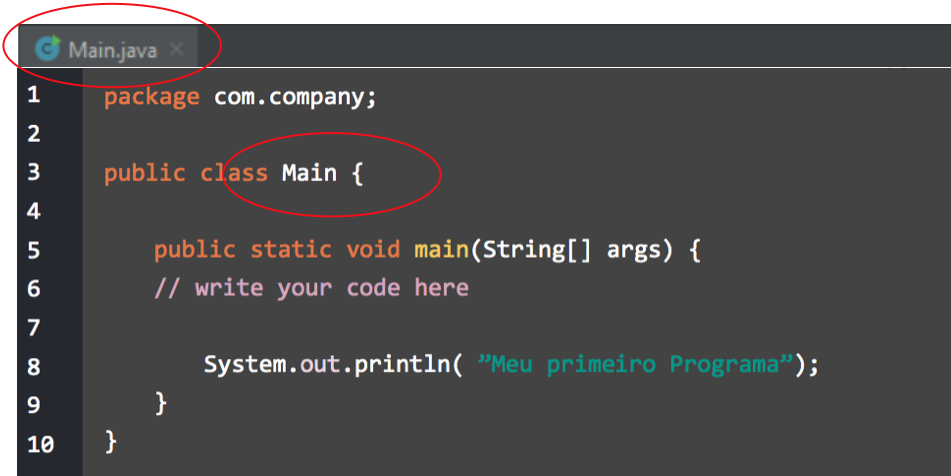 Main.java ×
1 package com.company;
2
3 public class Main {
4
5 public static void main(String[] args) {
6 // write your code here
7
8 System.out.println( ”Meu primeiro Programa”);
9 }
10 }